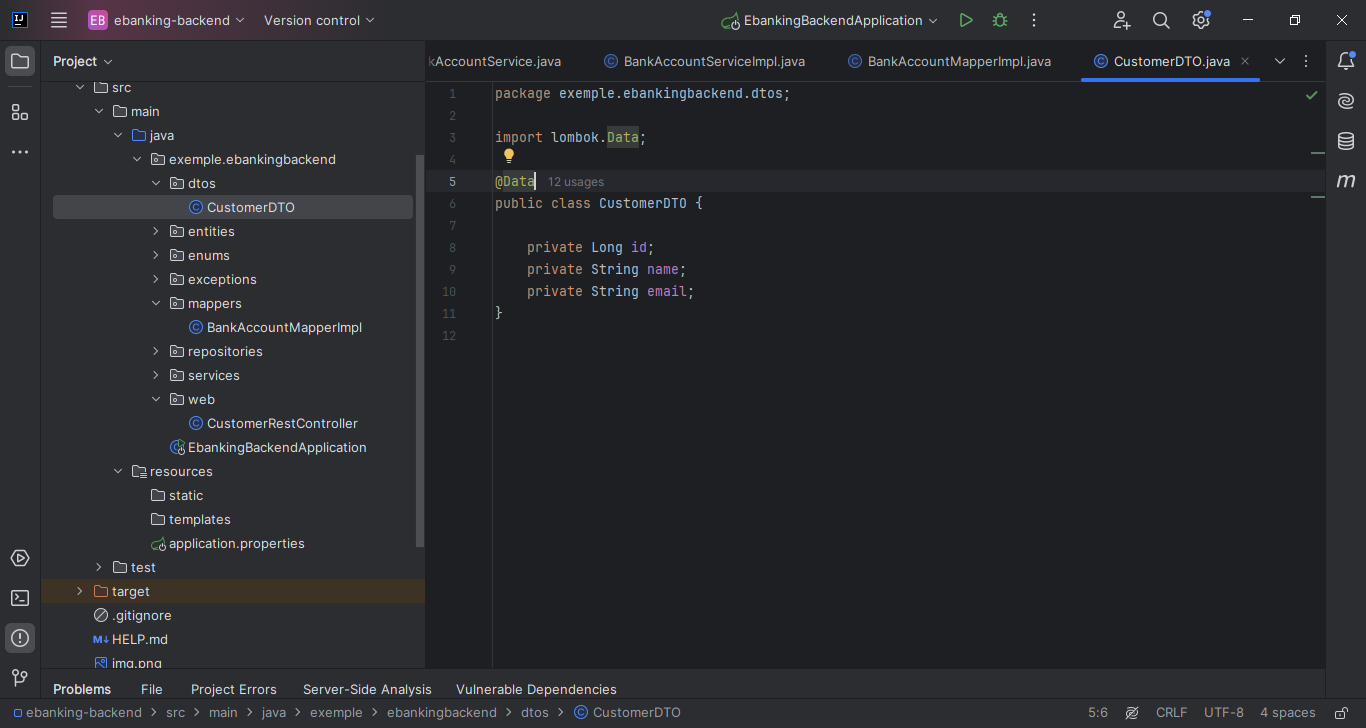 EB ebanking-backend Version control EbankingBackendApplication
Project
src
main
java
exemple.ebankingbackend
dtos
CustomerDTO
entities
enums
exceptions
mappers
BankAccountMapperImpl
repositories
services
web
CustomerRestController
EbankingBackendApplication
resources
static
templates
application.properties
test
target
.gitignore
M↓ HELP.md
img.png
kAccountService.java BankAccountServiceImpl.java BankAccountMapperImpl.java CustomerDTO.java
1 package exemple.ebankingbackend.dtos;
2
3 import lombok.Data;
4
5 @Data 12 usages
6 public class CustomerDTO {
7
8 private Long id;
9 private String name;
10 private String email;
11 }
12
Problems File Project Errors Server-Side Analysis Vulnerable Dependencies
ebanking-backend > src > main > java > exemple > ebankingbackend > dtos > CustomerDTO 5:6 CRLF UTF-8 4 spaces